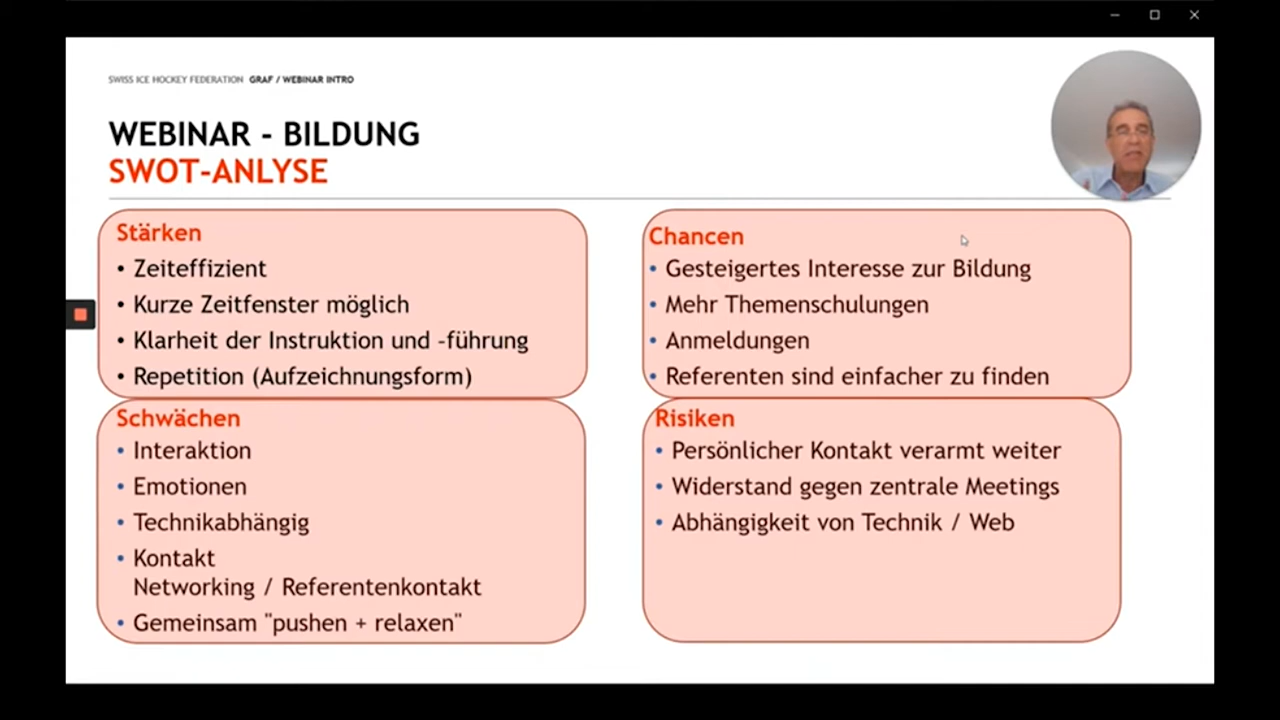 SWISS ICE HOCKEY FEDERATION GRAF / WEBINAR INTRO
WEBINAR - BILDUNG
SWOT-ANLYSE
Stärken
• Zeiteffizient
• Kurze Zeitfenster möglich
• Klarheit der Instruktion und -führung
• Repetition (Aufzeichnungsform)
Schwächen
• Interaktion
• Emotionen
• Technikabhängig
• Kontakt
Networking / Referentenkontakt
• Gemeinsam "pushen + relaxen"
Chancen
• Gesteigertes Interesse zur Bildung
• Mehr Themenschulungen
• Anmeldungen
• Referenten sind einfacher zu finden
Risiken
• Persönlicher Kontakt verarmt weiter
• Widerstand gegen zentrale Meetings
• Abhängigkeit von Technik / Web